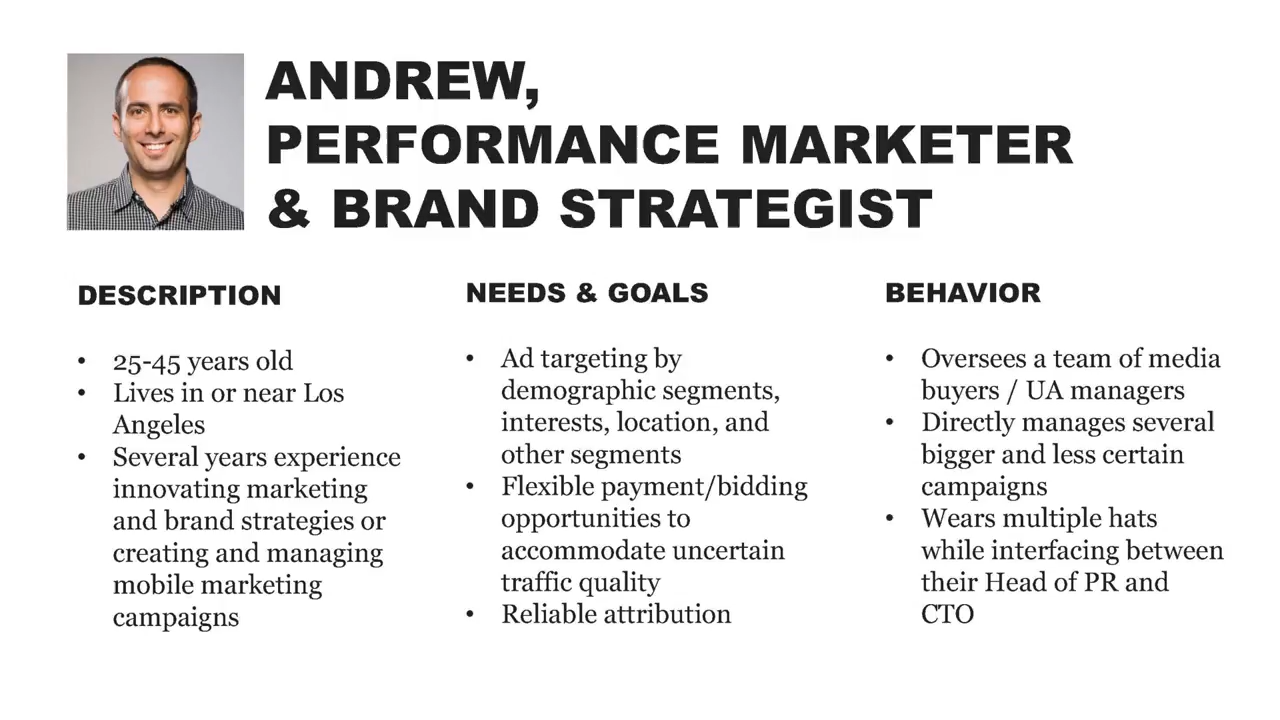 ANDREW,
PERFORMANCE MARKETER
& BRAND STRATEGIST
DESCRIPTION
• 25-45 years old
• Lives in or near Los
Angeles
• Several years experience
innovating marketing
and brand strategies or
creating and managing
mobile marketing
campaigns
NEEDS & GOALS
• Ad targeting by
demographic segments,
interests, location, and
other segments
• Flexible payment/bidding
opportunities to
accommodate uncertain
traffic quality
• Reliable attribution
BEHAVIOR
• Oversees a team of media
buyers / UA managers
• Directly manages several
bigger and less certain
campaigns
• Wears multiple hats
while interfacing between
their Head of PR and
CTO